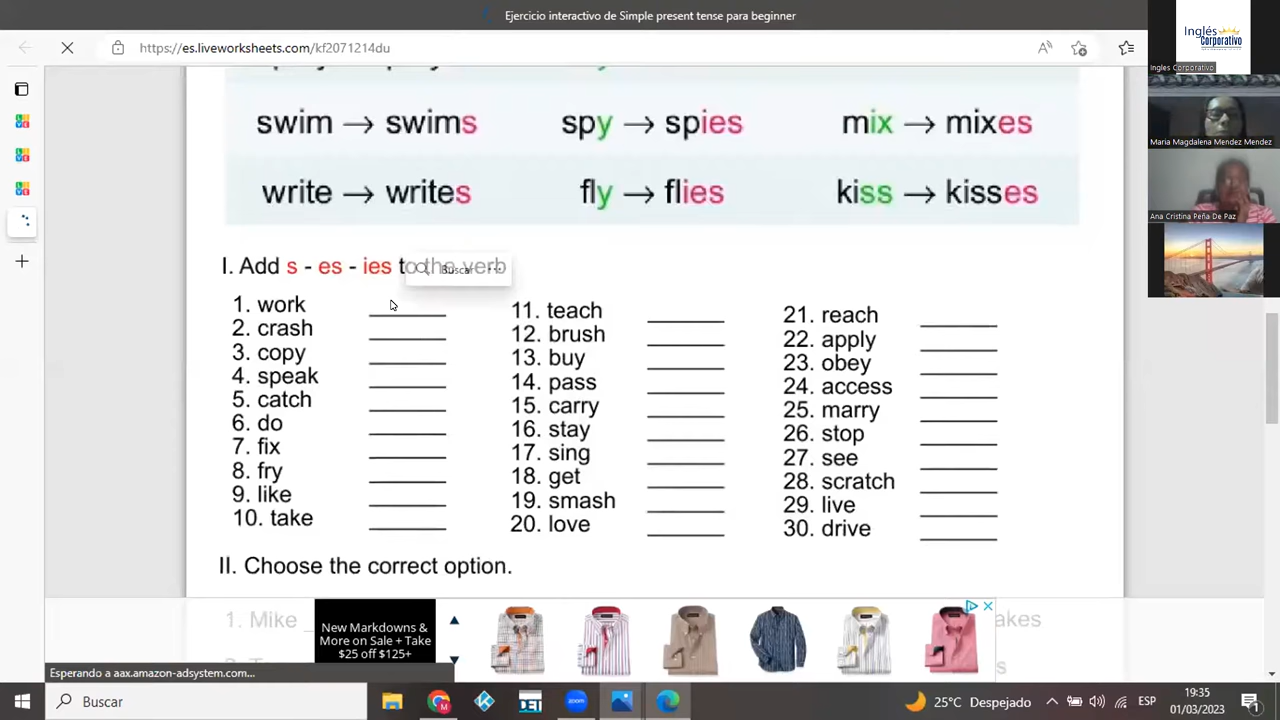 Ejercicio interactivo de Simple present tense para beginner
https://es.liveworksheets.com/kf2071214du
Inglés
Corporativo
Ingles Corporativo
Maria Magdalena Mendez Mendez
Ana Cristina Peña De Paz
swim → swims spy → spies mix → mixes
write → writes fly → flies kiss → kisses
I. Add s - es - ies to the verb
Buscar
1. work
2. crash
3. copy
4. speak
5. catch
6. do
7. fix
8. fry
9. like
10. take
11. teach
12. brush
13. buy
14. pass
15. carry
16. stay
17. sing
18. get
19. smash
20. love
21. reach
22. apply
23. obey
24. access
25. marry
26. stop
27. see
28. scratch
29. live
30. drive
II. Choose the correct option.
1. Mike
New Markdowns &
More on Sale + Take
$25 off $125+
Esperando a aax.amazon-adsystem.com...
Buscar
DET
zoom
25°C Despejado
ESP
19:35
01/03/2023